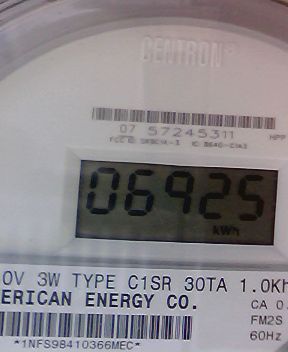 CENTRON®
07 57245311
06925
kWh
0V 3W TYPE C1SR 30TA 1.0Kh
ERICAN ENERGY CO.
CA 0.
FM2S
60Hz
*1NFS98410366MEC*